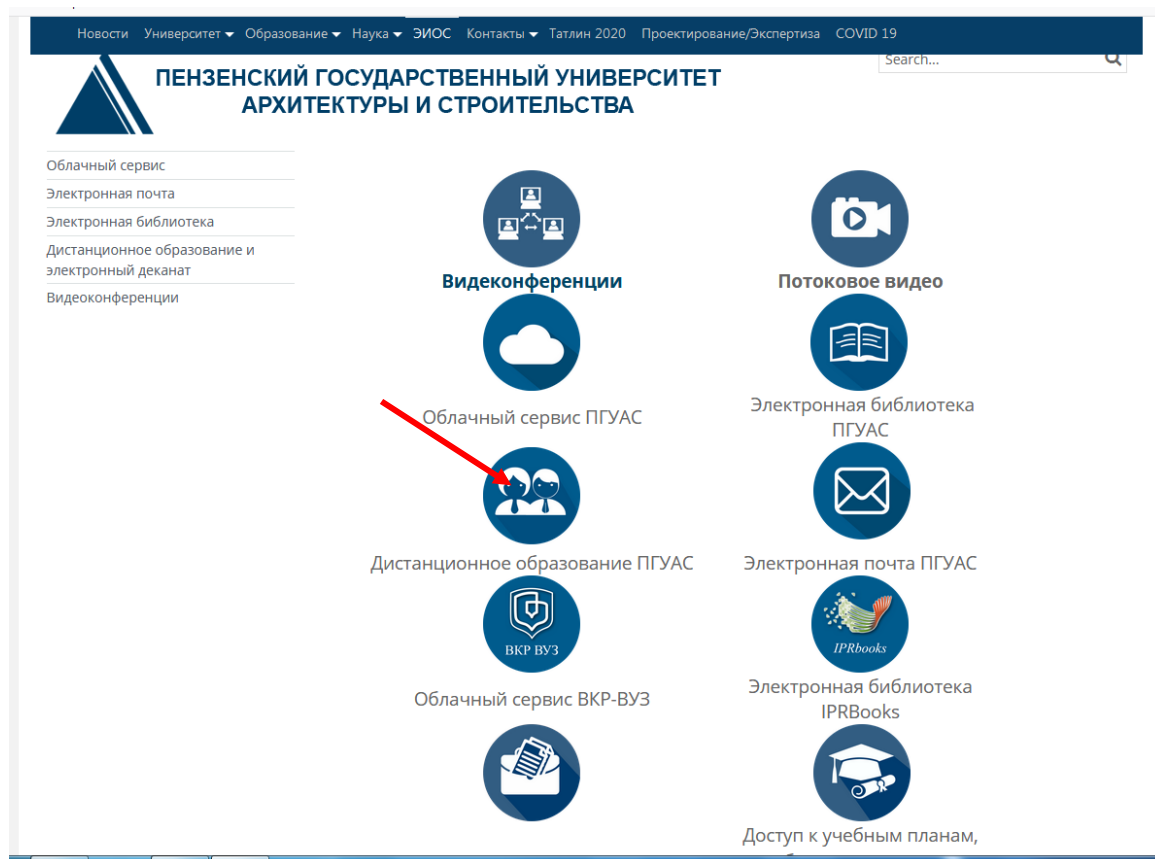 Новости Университет Образование Наука ЭИОС Контакты Татлин 2020 Проектирование/Экспертиза COVID 19
Search...
ПЕНЗЕНСКИЙ ГОСУДАРСТВЕННЫЙ УНИВЕРСИТЕТ
АРХИТЕКТУРЫ И СТРОИТЕЛЬСТВА
Облачный сервис
Электронная почта
Электронная библиотека
Дистанционное образование и
электронный деканат
Видеоконференции
Видеконференции
Потоковое видео
Облачный сервис ПГУАС
Электронная библиотека
ПГУАС
Дистанционное образование ПГУАС
Электронная почта ПГУАС
ВКР ВУЗ
IPRbooks
Облачный сервис ВКР-ВУЗ
Электронная библиотека
IPRBooks
Доступ к учебным планам,